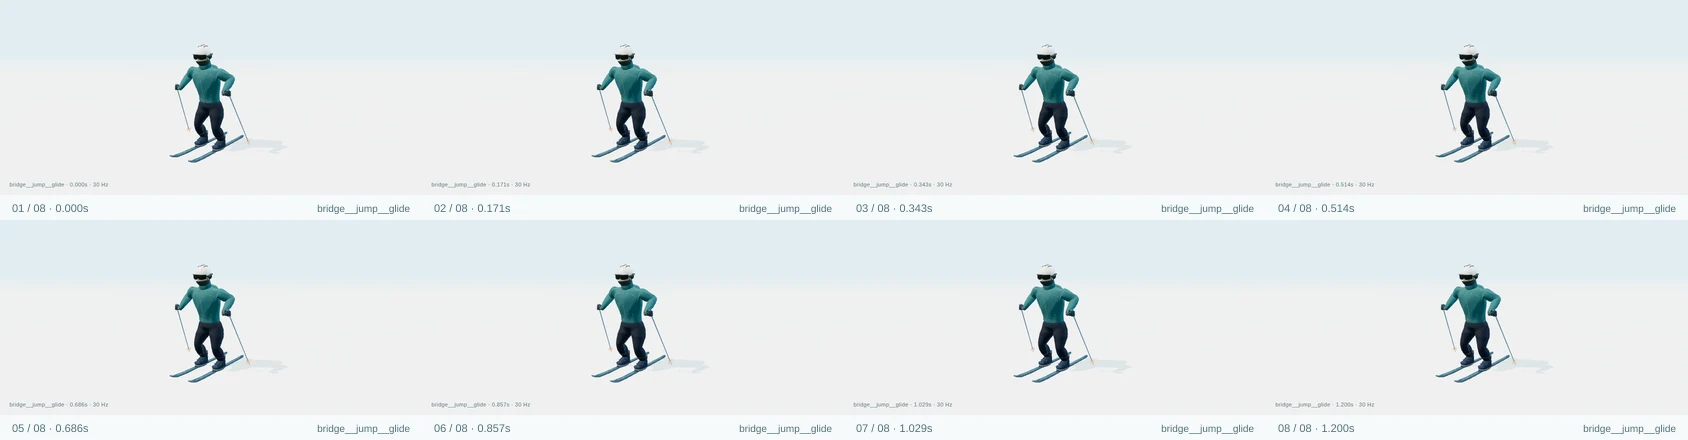 bridge__jump__glide · 0.000s · 30 Hz
bridge__jump__glide · 0.171s · 30 Hz
bridge__jump__glide · 0.343s · 30 Hz
bridge__jump__glide · 0.514s · 30 Hz
01 / 08 · 0.000s
bridge__jump__glide
02 / 08 · 0.171s
bridge__jump__glide
03 / 08 · 0.343s
bridge__jump__glide
04 / 08 · 0.514s
bridge__jump__glide
bridge__jump__glide · 0.686s · 30 Hz
bridge__jump__glide · 0.857s · 30 Hz
bridge__jump__glide · 1.029s · 30 Hz
bridge__jump__glide · 1.200s · 30 Hz
05 / 08 · 0.686s
bridge__jump__glide
06 / 08 · 0.857s
bridge__jump__glide
07 / 08 · 1.029s
bridge__jump__glide
08 / 08 · 1.200s
bridge__jump__glide